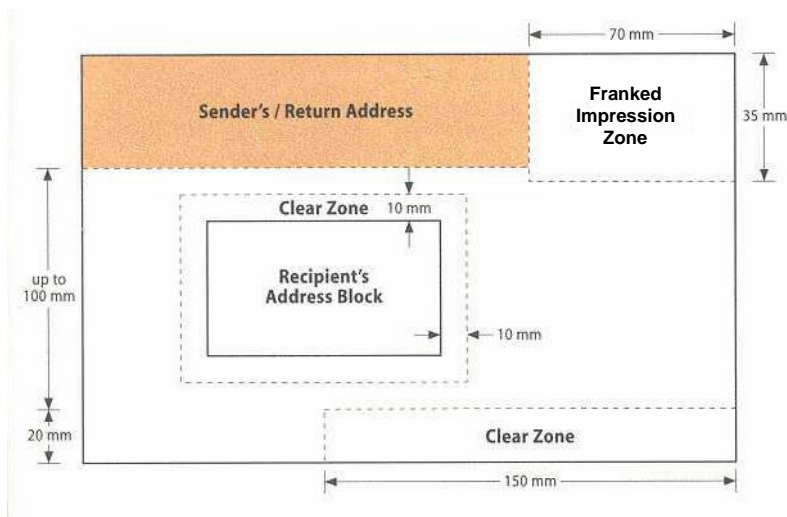 70 mm
Sender's / Return Address
Franked
Impression
Zone
35 mm
Clear Zone
10 mm
up to
100 mm
Recipient's
Address Block
10 mm
20 mm
Clear Zone
150 mm